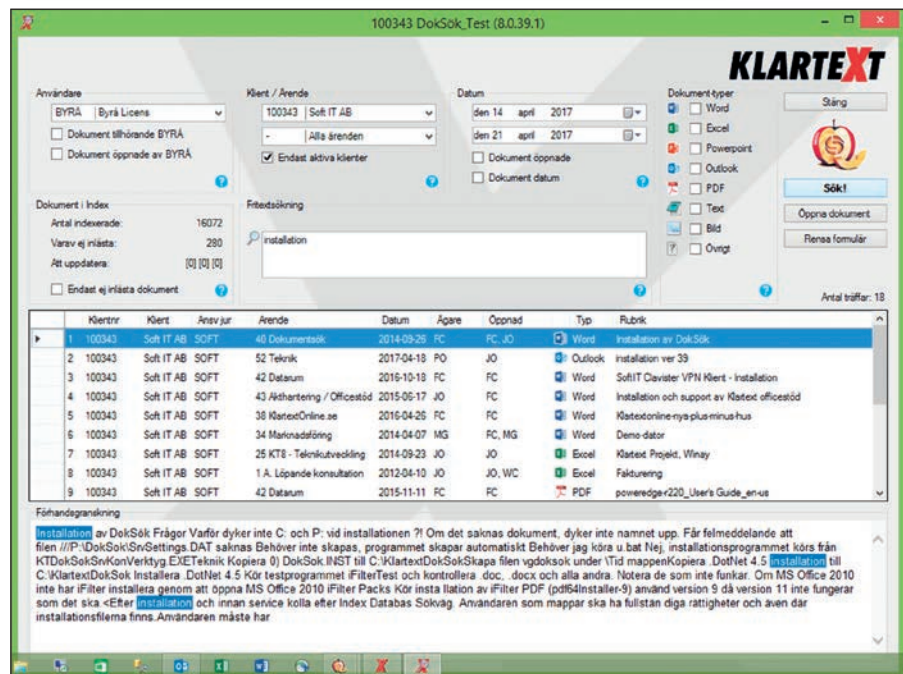 100343 DokSök_Test (8.0.39.1)
KLARTEXT
Användare
BYRÅ | Byrå Licens
Dokument tillhörande BYRÅ
Dokument öppnade av BYRÅ
Klient / Ärende
100343 | Soft IT AB
- | Alla ärenden
Endast aktiva klienter
Datum
den 14 april 2017
den 21 april 2017
Dokument öppnade
Dokument datum
Dokument-typer
Word
Excel
Powerpoint
Outlook
PDF
Text
Bild
Övrigt
Stäng
Sök!
Öppna dokument
Rensa formulär
Dokument i Index
Antal indexerade: 16072
Varav ej inlästa: 280
Att uppdatera: [0] [0] [0]
Endast ej inlästa dokument
Fritextsökning
installation
Antal träffar: 18
Klientnr Klient Ansv jur Ärende Datum Ägare Öppnad Typ Rubrik
1 100343 Soft IT AB SOFT 40 Dokumentsök 2014-09-26 FC FC, JO Word Installation av DokSök
2 100343 Soft IT AB SOFT 52 Teknik 2017-04-18 PO JO Outlook installation ver 39
3 100343 Soft IT AB SOFT 42 Datarum 2016-10-18 FC FC Word SoftIT Clavister VPN Klient - Installation
4 100343 Soft IT AB SOFT 43 Akthantering / Officestöd 2015-06-17 JO FC Word Installation och support av Klartext officestöd
5 100343 Soft IT AB SOFT 38 KlartextOnline.se 2016-04-26 FC FC Word Klartextonline-nya-plus-minus-hus
6 100343 Soft IT AB SOFT 34 Marknadsföring 2014-04-07 MG FC, MG Word Demo-dator
7 100343 Soft IT AB SOFT 25 KT8 - Teknikutveckling 2014-09-23 JO JO Excel Klartext Projekt, Winay
8 100343 Soft IT AB SOFT 1 A. Löpande konsultation 2012-04-10 JO JO, WC Excel Fakturering
9 100343 Soft IT AB SOFT 42 Datarum 2015-11-11 FC FC PDF poweredge-r220_User's Guide_en-us
Förhandsgranskning
Installation av DokSök Frågor Varför dyker inte C: och P: vid installationen ?! Om det saknas dokument, dyker inte namnet upp. Får felmeddelande att
filen ///P:\DokSok\SrvSettings.DAT saknas Behöver inte skapas, programmet skapar automatiskt Behöver jag köra u.bat Nej, installationsprogrammet körs från
KTDokSokSrvKonVerktyg.EXETeknik Kopiera 0) DokSok.INST till C:\KlartextDokSokSkapa filen vgdoksok under \Tid mappenKopiera .DotNet 4.5 installation till
C:\KlartextDokSok Installera .DotNet 4.5 Kör testprogrammet iFilterTest och kontrollera .doc, .docx och alla andra. Notera de som inte funkar. Om MS Office 2010
inte har iFilter installera genom att öppna MS Office 2010 iFilter Packs Kör insta llation av iFilter PDF (pdf64Installer-9) använd version 9 då version 11 inte fungerar
som det ska.<Efter installation och innan service kolla efter Index Databas Sökväg. Användaren som mappar ska ha fullstän diga rättigheter och även där
installationsfilerna finns.Användaren måste har